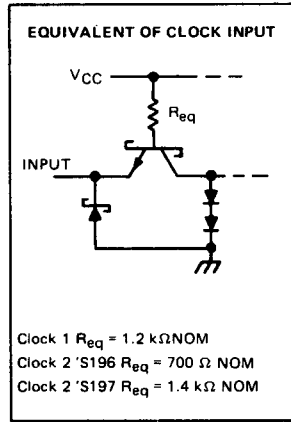 EQUIVALENT OF CLOCK INPUT
VCC
Req
INPUT
Clock 1 Req = 1.2 kΩNOM
Clock 2 'S196 Req = 700 Ω NOM
Clock 2 'S197 Req = 1.4 kΩ NOM